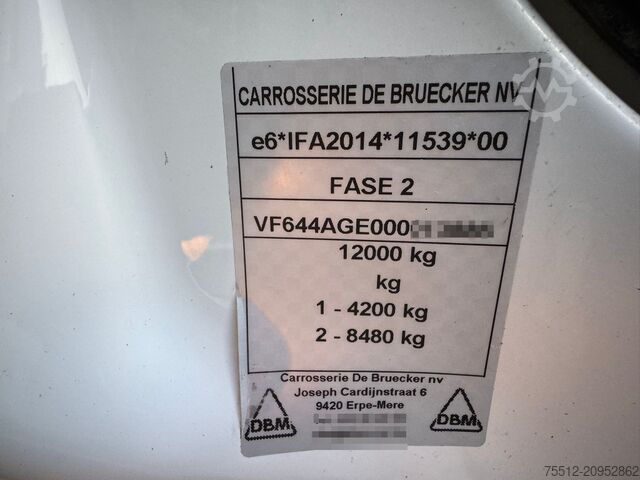 CARROSSERIE DE BRUECKER NV
e6*IFA2014*11539*00
FASE 2
VF644AGE000
12000 kg
kg
1 - 4200 kg
2 - 8480 kg
Carrosserie De Bruecker nv
Joseph Cardijnstraat 6
9420 Erpe-Mere
DBM
DBM
75512-20952862